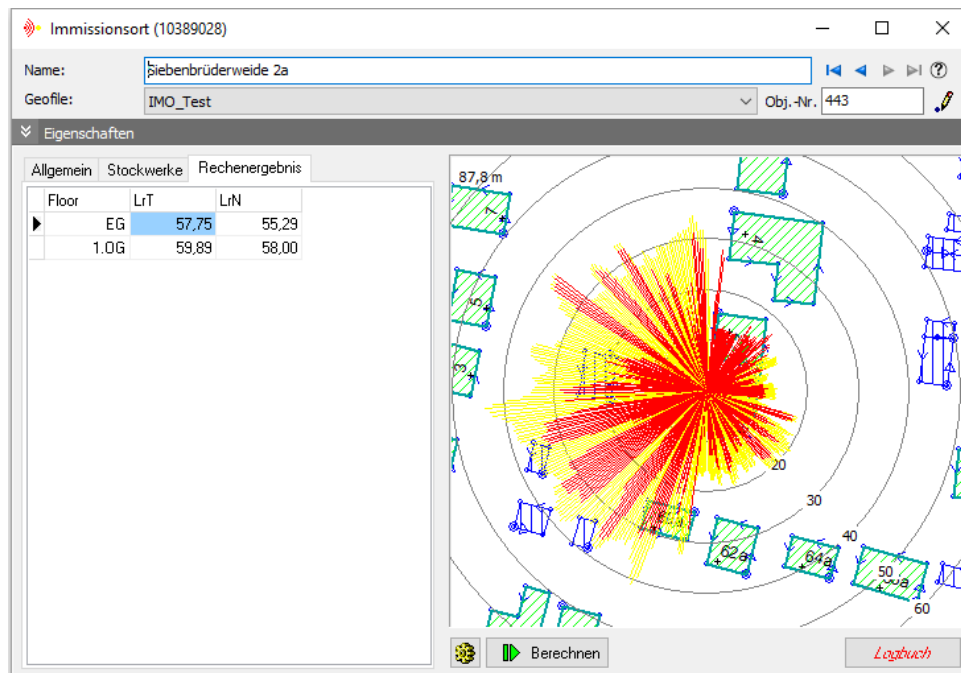 Immissionsort (10389028)
Name: Siebenbrüderweide 2a
Geofile: IMO_Test Obj.-Nr. 443
Eigenschaften
Allgemein Stockwerke Rechenergebnis
Floor LrT LrN
EG 57,75 55,29
1.OG 59,89 58,00
87,8 m
7
4
5
3
20
30
62a
64a
40
50
60
Berechnen
Logbuch